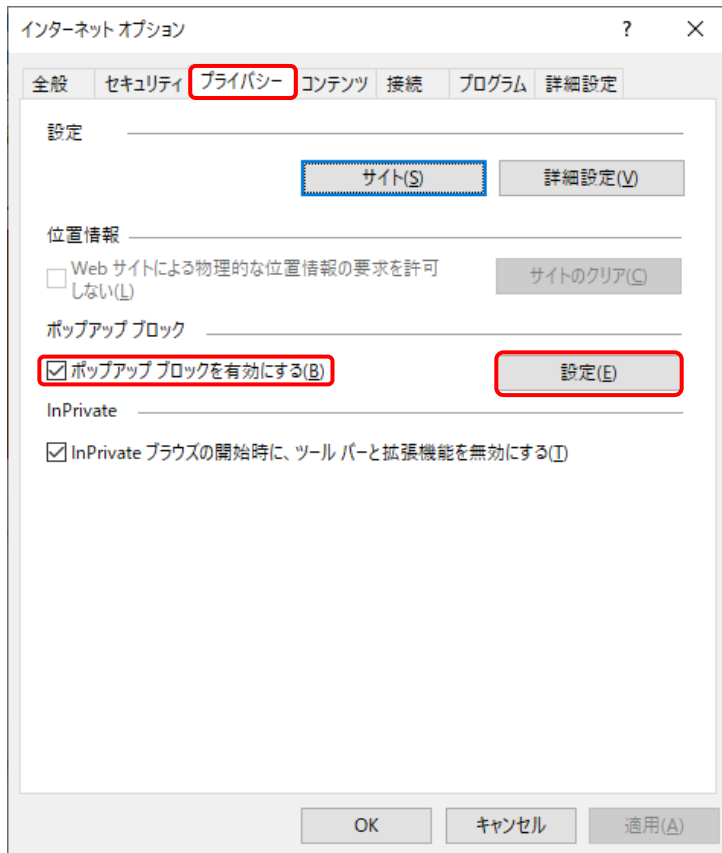 インターネット オプション ?
全般 セキュリティ プライバシー コンテンツ 接続 プログラム 詳細設定
設定
サイト(S) 詳細設定(V)
位置情報
Web サイトによる物理的な位置情報の要求を許可
しない(L)
サイトのクリア(C)
ポップアップ ブロック
ポップアップ ブロックを有効にする(B) 設定(E)
InPrivate
InPrivate ブラウズの開始時に、ツール バーと拡張機能を無効にする(T)
OK キャンセル 適用(A)